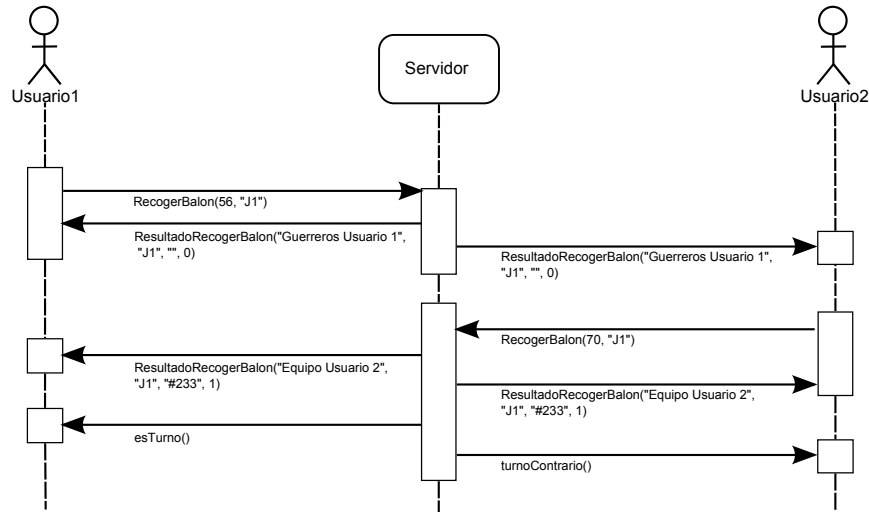 Servidor
Usuario1
Usuario2
RecogerBalon(56, "J1")
ResultadoRecogerBalon("Guerreros Usuario 1",
"J1", "", 0)
ResultadoRecogerBalon("Guerreros Usuario 1",
"J1", "", 0)
RecogerBalon(70, "J1")
ResultadoRecogerBalon("Equipo Usuario 2",
"J1", "#233", 1)
ResultadoRecogerBalon("Equipo Usuario 2",
"J1", "#233", 1)
esTurno()
turnoContrario()